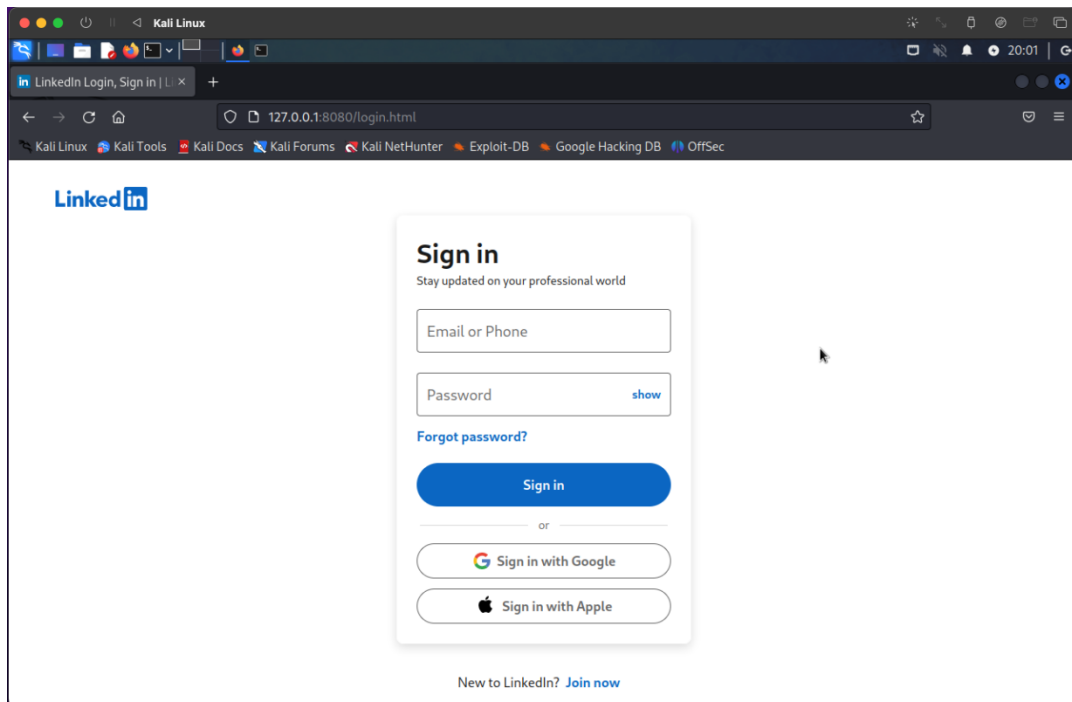 Kali Linux
20:01
in LinkedIn Login, Sign in | Li
127.0.0.1:8080/login.html
Kali Linux Kali Tools Kali Docs Kali Forums Kali NetHunter Exploit-DB Google Hacking DB OffSec
Linked in
Sign in
Stay updated on your professional world
Email or Phone
Password show
Forgot password?
Sign in
or
G Sign in with Google
Sign in with Apple
New to LinkedIn? Join now